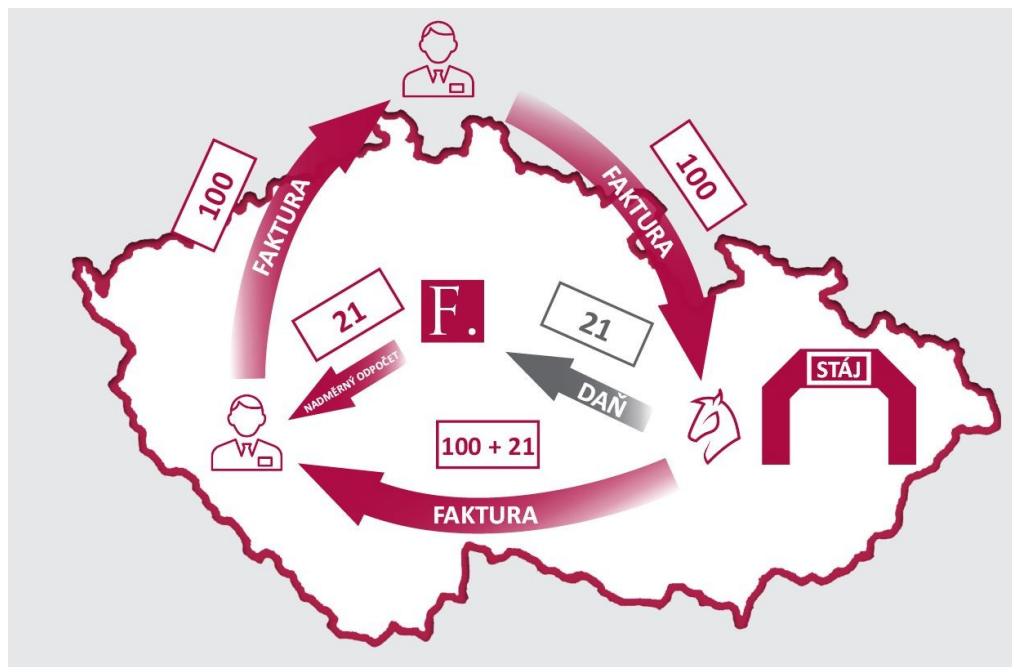 100
FAKTURA
FAKTURA
100
21
F.
21
NADMĚRNÝ ODPOČET
DAŇ
STÁJ
100 + 21
FAKTURA